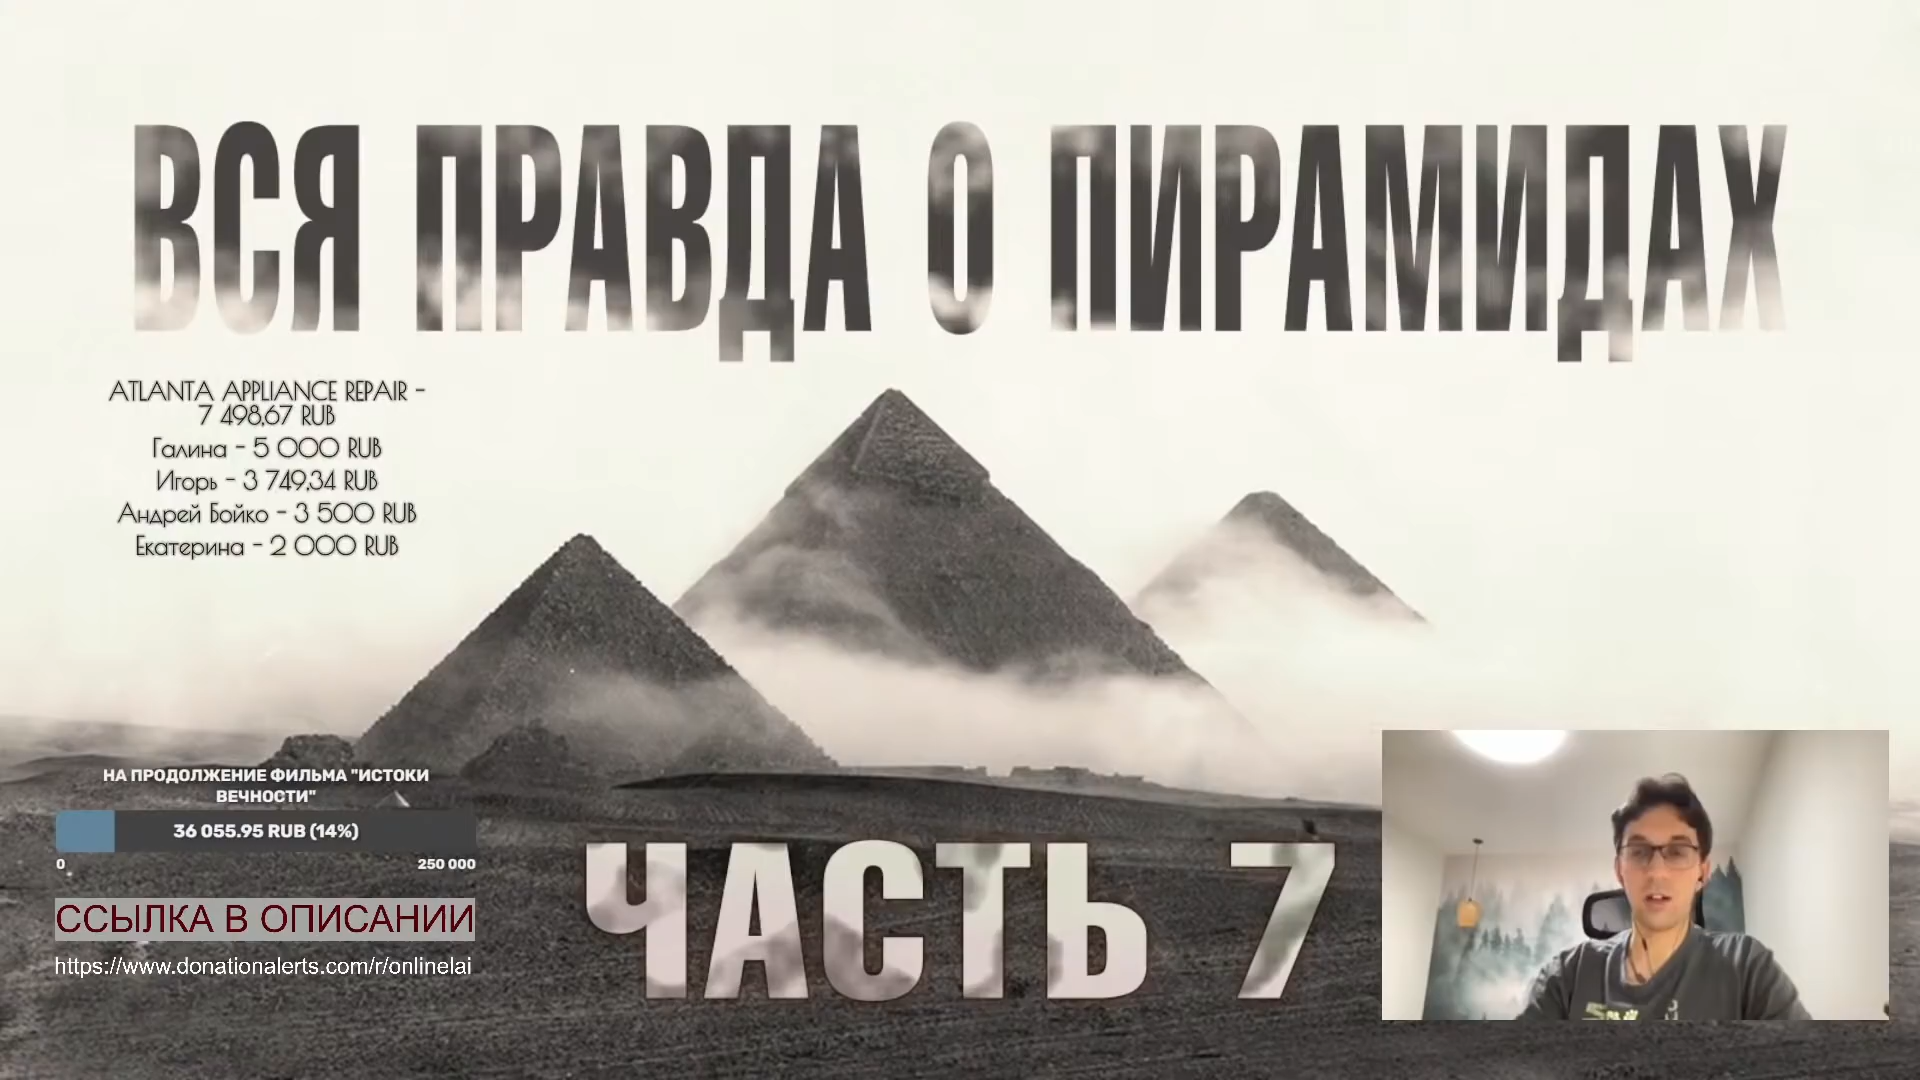 ВСЯ ПРАВДА О ПИРАМИДАХ
ATLANTA APPLIANCE REPAIR –
7 498,67 RUB
Галина – 5 000 RUB
Игорь – 3 749,34 RUB
Андрей Бойко – 3 500 RUB
Екатерина – 2 000 RUB
НА ПРОДОЛЖЕНИЕ ФИЛЬМА "ИСТОКИ
ВЕЧНОСТИ"
36 055.95 RUB (14%)
0 250 000
ССЫЛКА В ОПИСАНИИ
https://www.donationalerts.com/r/onlinelai
ЧАСТЬ 7